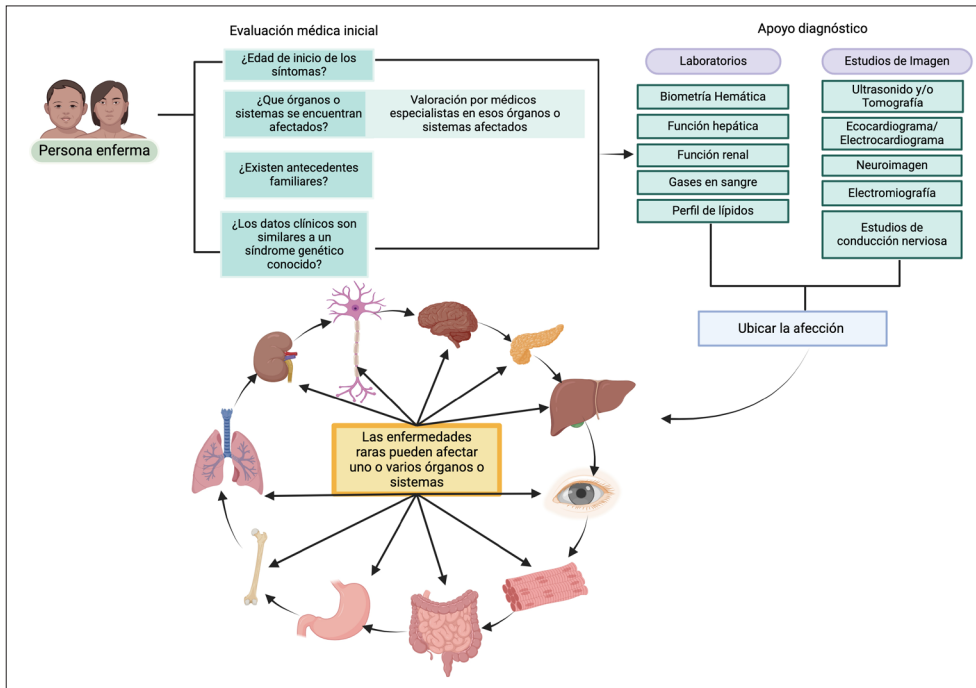 Evaluación médica inicial
Apoyo diagnóstico
Persona enferma
¿Edad de inicio de los
síntomas?
¿Que órganos o
sistemas se encuentran
afectados?
Valoración por médicos
especialistas en esos órganos o
sistemas afectados
¿Existen antecedentes
familiares?
¿Los datos clínicos son
similares a un
síndrome genético
conocido?
Laboratorios
Biometría Hemática
Función hepática
Función renal
Gases en sangre
Perfil de lípidos
Estudios de Imagen
Ultrasonido y/o
Tomografía
Ecocardiograma/
Electrocardiograma
Neuroimagen
Electromiografía
Estudios de
conducción nerviosa
Ubicar la afección
Las enfermedades
raras pueden afectar
uno o varios órganos o
sistemas